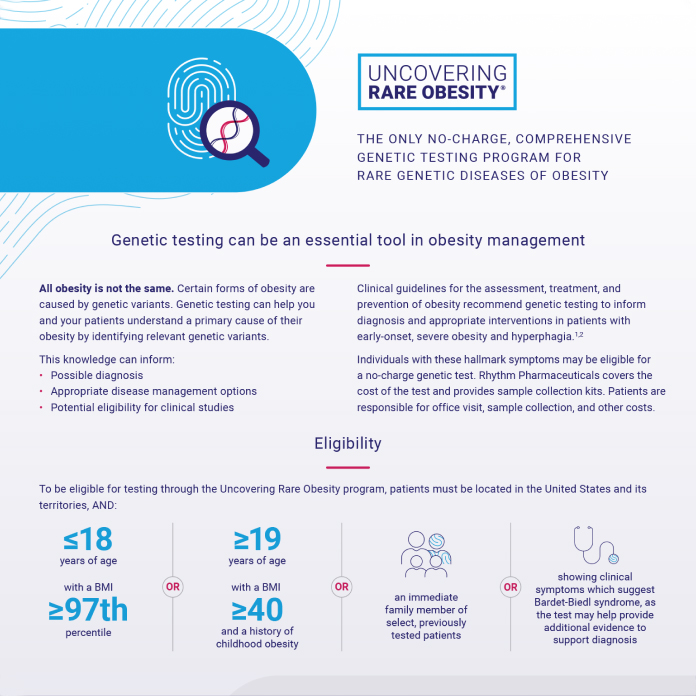 UNCOVERING
RARE OBESITY®
THE ONLY NO-CHARGE, COMPREHENSIVE
GENETIC TESTING PROGRAM FOR
RARE GENETIC DISEASES OF OBESITY
Genetic testing can be an essential tool in obesity management
All obesity is not the same. Certain forms of obesity are
caused by genetic variants. Genetic testing can help you
and your patients understand a primary cause of their
obesity by identifying relevant genetic variants.
This knowledge can inform:
• Possible diagnosis
• Appropriate disease management options
• Potential eligibility for clinical studies
Clinical guidelines for the assessment, treatment, and
prevention of obesity recommend genetic testing to inform
diagnosis and appropriate interventions in patients with
early-onset, severe obesity and hyperphagia.1,2
Individuals with these hallmark symptoms may be eligible for
a no-charge genetic test. Rhythm Pharmaceuticals covers the
cost of the test and provides sample collection kits. Patients are
responsible for office visit, sample collection, and other costs.
Eligibility
To be eligible for testing through the Uncovering Rare Obesity program, patients must be located in the United States and its
territories, AND:
≤18
years of age
with a BMI
≥97th
percentile
OR
≥19
years of age
with a BMI
≥40
and a history of
childhood obesity
OR
an immediate
family member of
select, previously
tested patients
OR
showing clinical
symptoms which suggest
Bardet-Biedl syndrome, as
the test may help provide
additional evidence to
support diagnosis